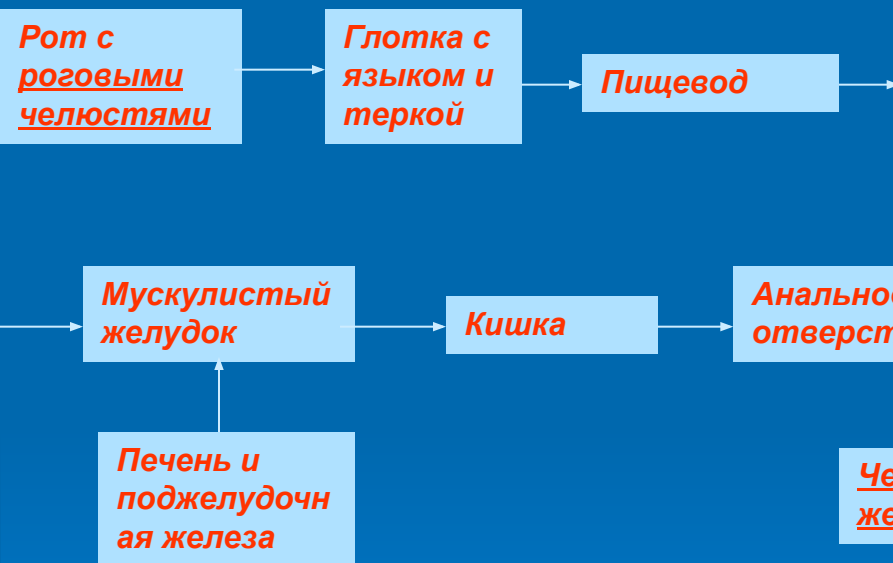 Рот с
роговыми
челюстями
Глотка с
языком и
теркой
Пищевод
Мускулистый
желудок
Кишка
Печень и
поджелудочн
ая железа